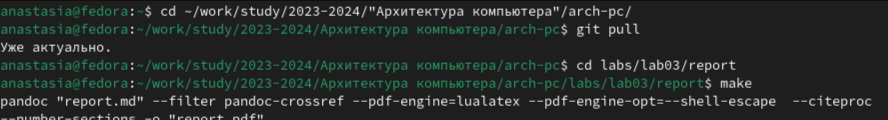 anastasia@fedora:~$ cd ~/work/study/2023-2024/"Архитектура компьютера"/arch-pc/
anastasia@fedora:~/work/study/2023-2024/Архитектура компьютера/arch-pc$ git pull
Уже актуально.
anastasia@fedora:~/work/study/2023-2024/Архитектура компьютера/arch-pc$ cd labs/lab03/report
anastasia@fedora:~/work/study/2023-2024/Архитектура компьютера/arch-pc/labs/lab03/report$ make
pandoc "report.md" --filter pandoc-crossref --pdf-engine=lualatex --pdf-engine-opt=--shell-escape  --citeproc
--number-sections -o "report.pdf"